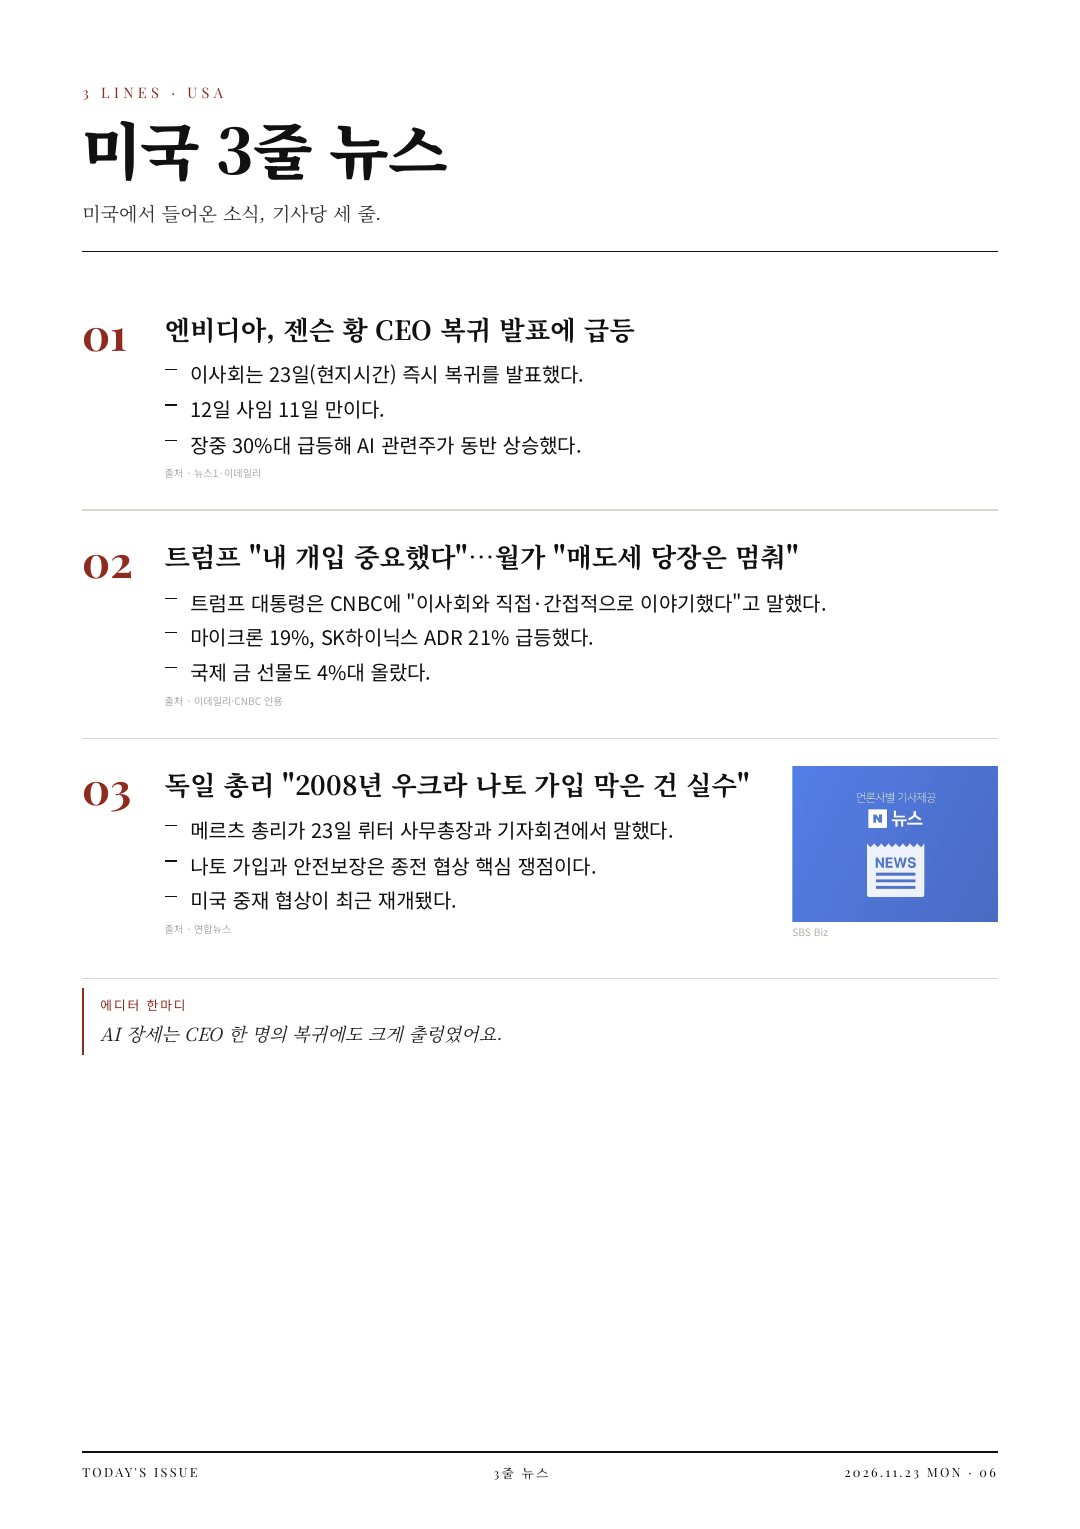 3 LINES · USA
미국 3줄 뉴스
미국에서 들어온 소식, 기사당 세 줄.
01
엔비디아, 젠슨 황 CEO 복귀 발표에 급등
— 이사회는 23일(현지시간) 즉시 복귀를 발표했다.
— 12일 사임 11일 만이다.
— 장중 30%대 급등해 AI 관련주가 동반 상승했다.
출처 · 뉴스1·이데일리
02
트럼프 "내 개입 중요했다"…월가 "매도세 당장은 멈춰"
— 트럼프 대통령은 CNBC에 "이사회와 직접·간접적으로 이야기했다"고 말했다.
— 마이크론 19%, SK하이닉스 ADR 21% 급등했다.
— 국제 금 선물도 4%대 올랐다.
출처 · 이데일리·CNBC 인용
03
독일 총리 "2008년 우크라 나토 가입 막은 건 실수"
— 메르츠 총리가 23일 뤼터 사무총장과 기자회견에서 말했다.
— 나토 가입과 안전보장은 종전 협상 핵심 쟁점이다.
— 미국 중재 협상이 최근 재개됐다.
출처 · 연합뉴스
언론사별 기사제공
N 뉴스
NEWS
SBS Biz
에디터 한마디
AI 장세는 CEO 한 명의 복귀에도 크게 출렁였어요.
TODAY'S ISSUE
3줄 뉴스
2026.11.23 MON · 06